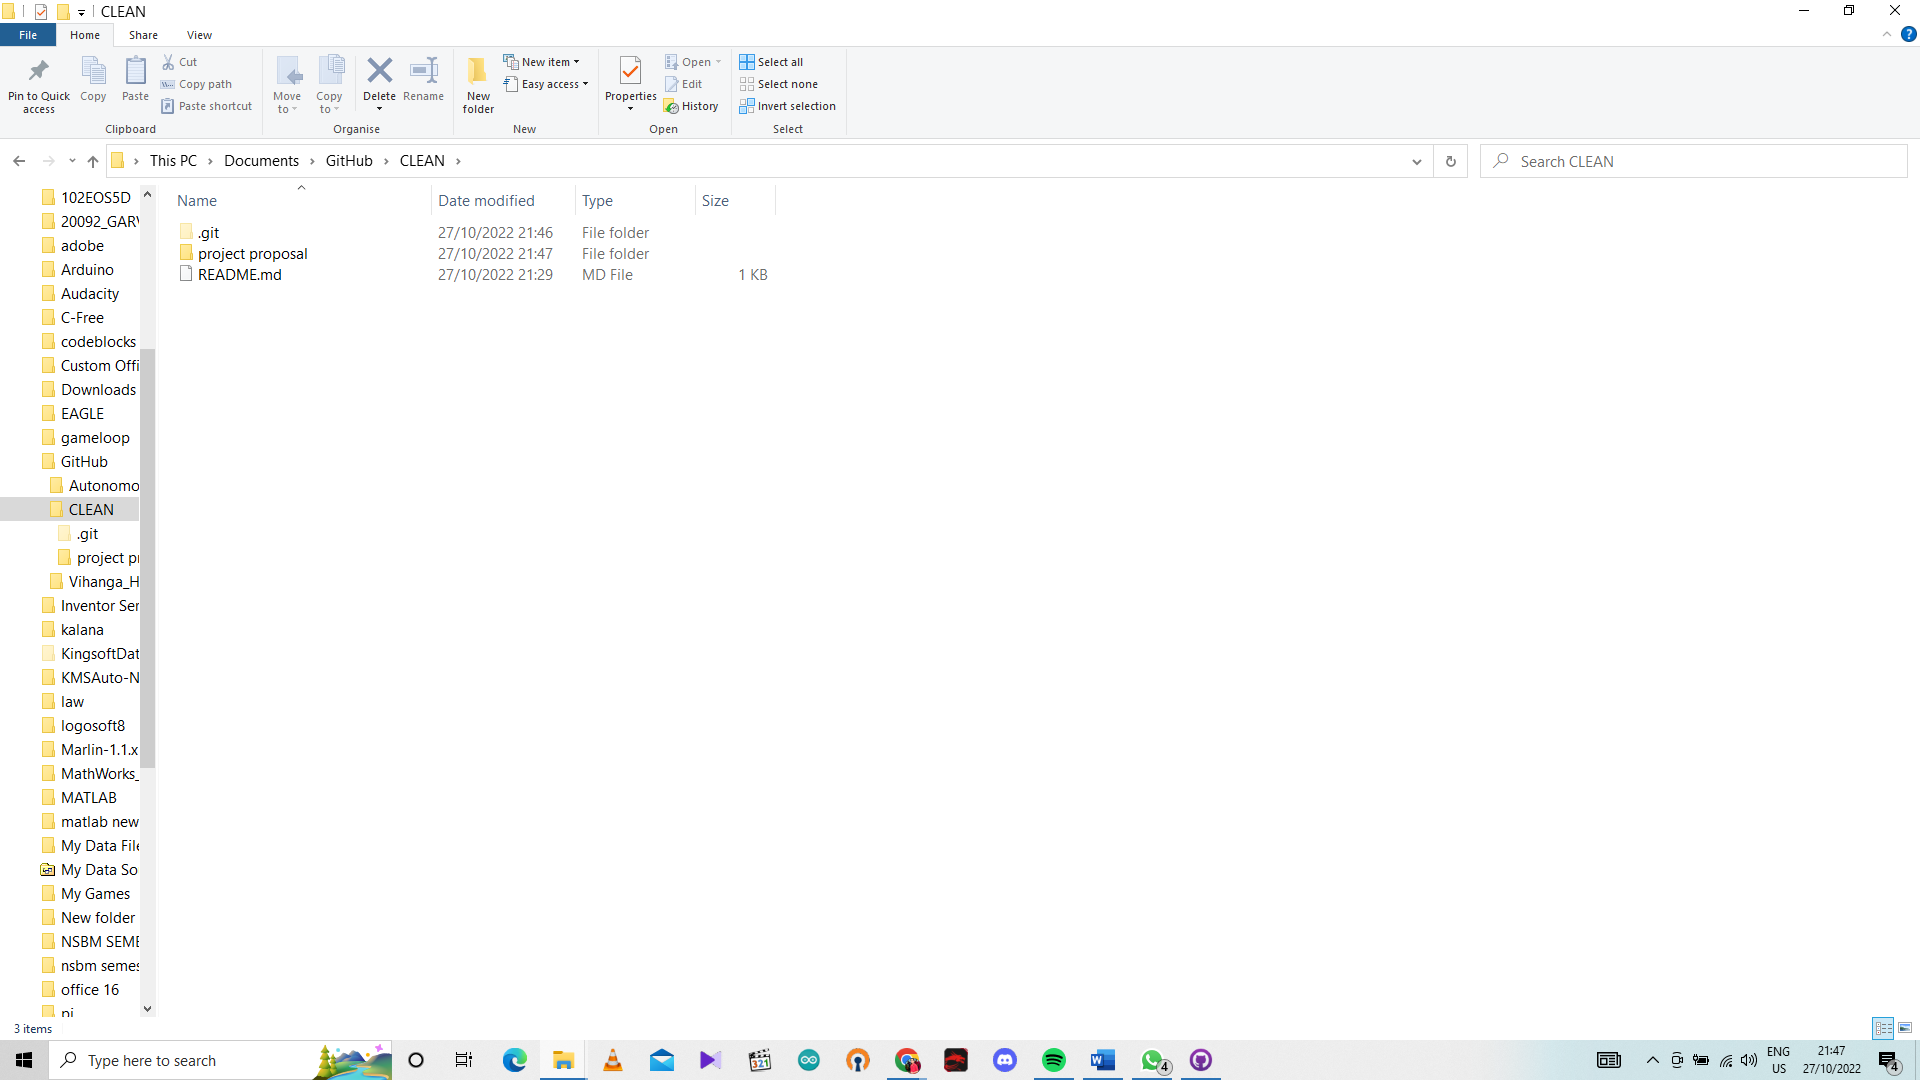 CLEAN
File Home Share View
Pin to Quick access
Copy
Paste
Cut
Copy path
Paste shortcut
Clipboard
Move to
Copy to
Delete
Rename
Organise
New folder
New item
Easy access
New
Properties
Open
Edit
History
Open
Select all
Select none
Invert selection
Select
This PC › Documents › GitHub › CLEAN ›
Search CLEAN
Name Date modified Type Size
.git 27/10/2022 21:46 File folder
project proposal 27/10/2022 21:47 File folder
README.md 27/10/2022 21:29 MD File 1 KB
102EOS5D
20092_GARV
adobe
Arduino
Audacity
C-Free
codeblocks
Custom Offi
Downloads
EAGLE
gameloop
GitHub
Autonomo
CLEAN
.git
project pr
Vihanga_H
Inventor Ser
kalana
KingsoftDat
KMSAuto-N
law
logosoft8
Marlin-1.1.x
MathWorks_
MATLAB
matlab new
My Data File
My Data So
My Games
New folder
NSBM SEME
nsbm semes
office 16
pi
3 items
Type here to search
321
4
ENG
US
21:47
27/10/2022
4